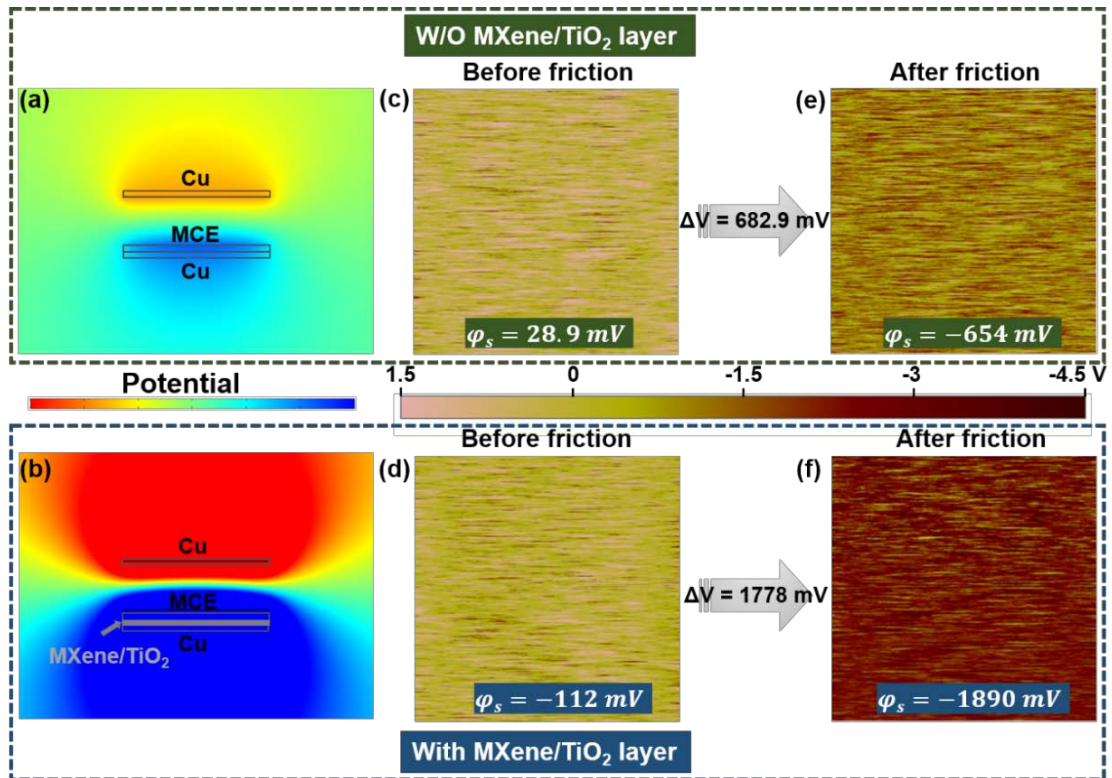 W/O MXene/TiO₂ layer
Before friction
After friction
(a)
(c)
(e)
Cu
MCE
Cu
ΔV = 682.9 mV
φₛ = 28.9 mV
φₛ = −654 mV
Potential
1.5 0 -1.5 -3 -4.5 V
Before friction
After friction
(b)
(d)
(f)
Cu
MCE
Cu
MXene/TiO₂
ΔV = 1778 mV
φₛ = −112 mV
φₛ = −1890 mV
With MXene/TiO₂ layer